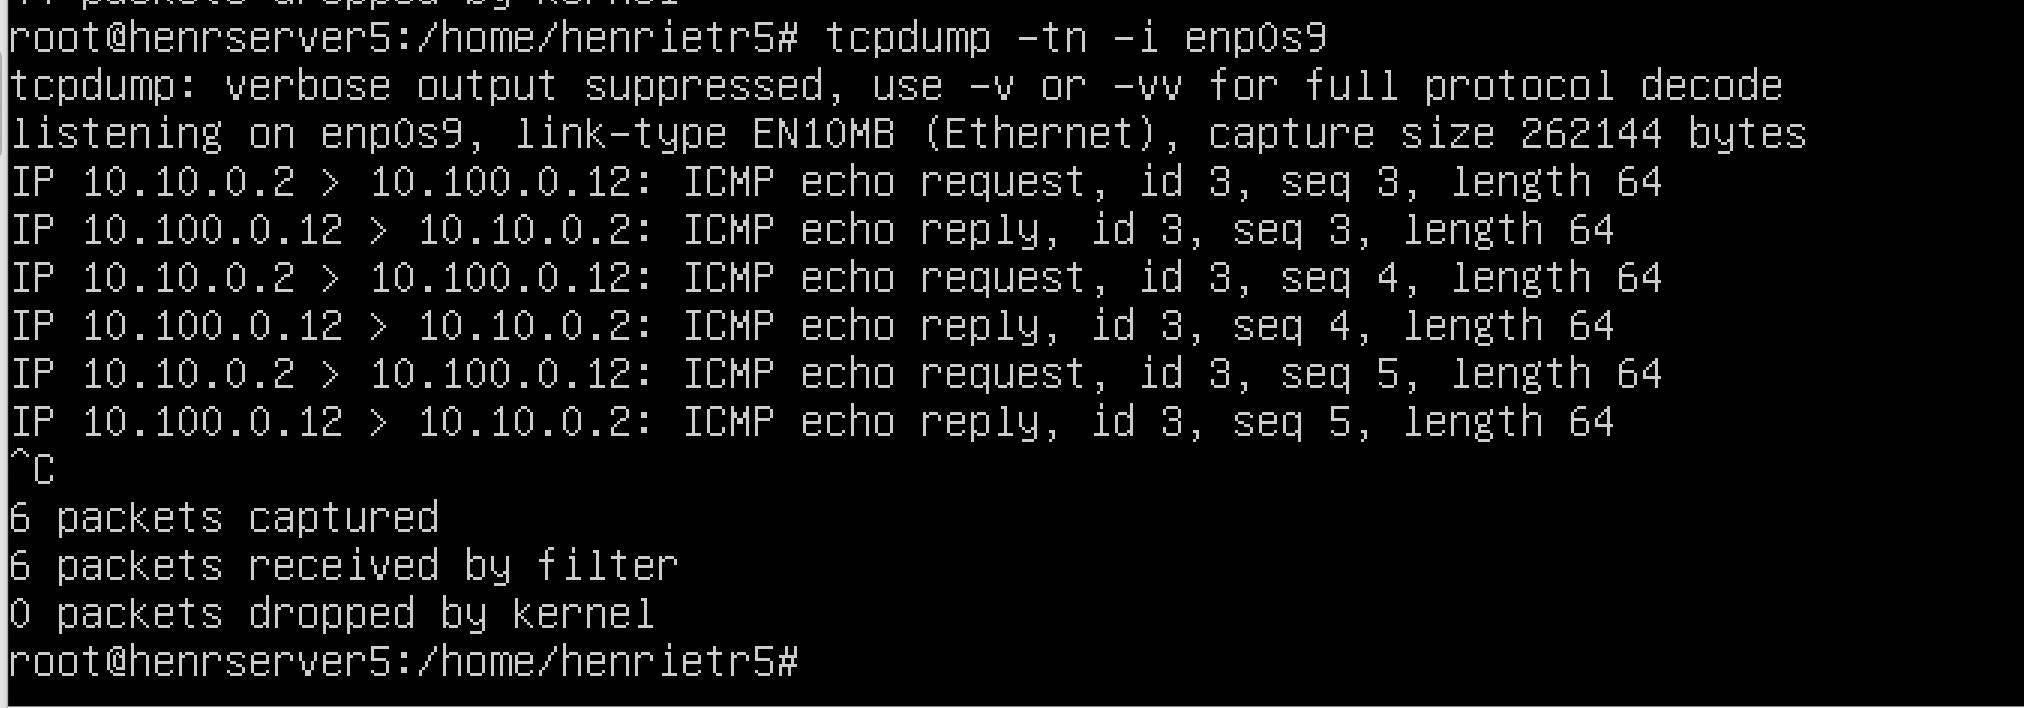 44 packets dropped by kernel
root@henrserver5:/home/henrietr5# tcpdump -tn -i enp0s9
tcpdump: verbose output suppressed, use -v or -vv for full protocol decode
listening on enp0s9, link-type EN10MB (Ethernet), capture size 262144 bytes
IP 10.10.0.2 > 10.100.0.12: ICMP echo request, id 3, seq 3, length 64
IP 10.100.0.12 > 10.10.0.2: ICMP echo reply, id 3, seq 3, length 64
IP 10.10.0.2 > 10.100.0.12: ICMP echo request, id 3, seq 4, length 64
IP 10.100.0.12 > 10.10.0.2: ICMP echo reply, id 3, seq 4, length 64
IP 10.10.0.2 > 10.100.0.12: ICMP echo request, id 3, seq 5, length 64
IP 10.100.0.12 > 10.10.0.2: ICMP echo reply, id 3, seq 5, length 64
^C
6 packets captured
6 packets received by filter
0 packets dropped by kernel
root@henrserver5:/home/henrietr5#